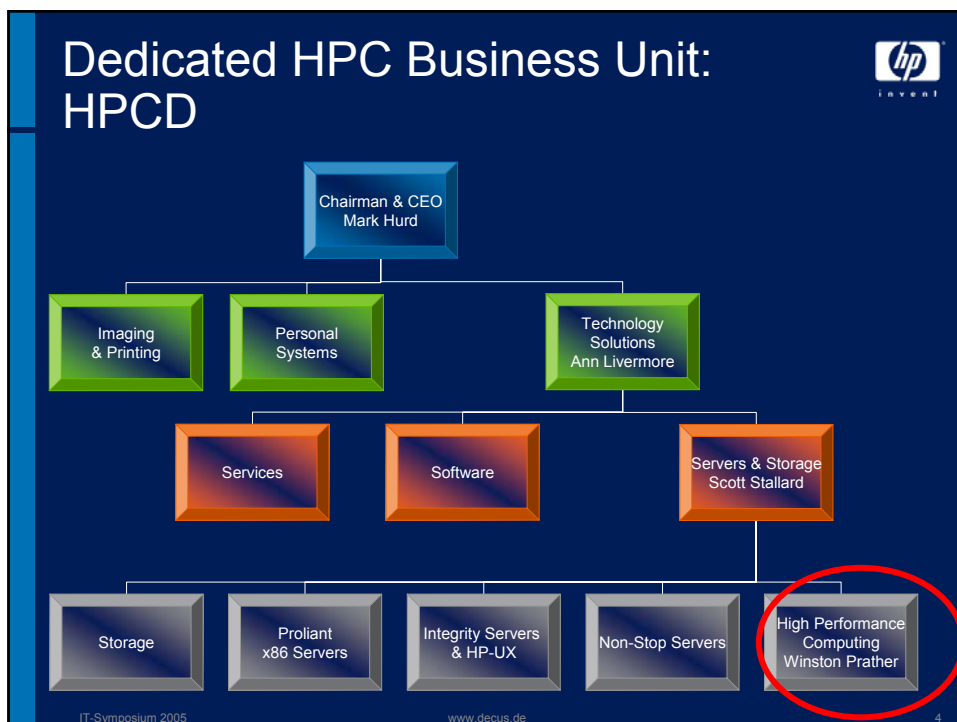 Dedicated HPC Business Unit:
HPCD
hp
invent
Chairman & CEO
Mark Hurd
Imaging
& Printing
Personal
Systems
Technology
Solutions
Ann Livermore
Services
Software
Servers & Storage
Scott Stallard
Storage
Proliant
x86 Servers
Integrity Servers
& HP-UX
Non-Stop Servers
High Performance
Computing
Winston Prather
IT-Symposium 2005
www.decus.de
4